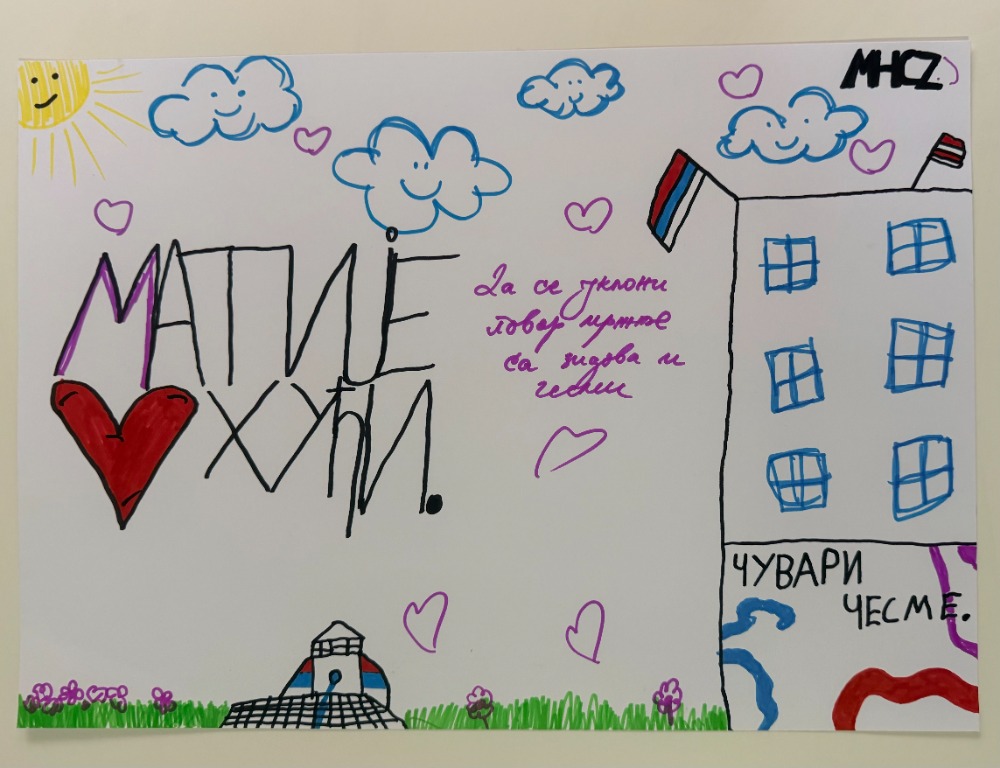 MHCZ
МАТИЈЕ
ХУђИ.
Да се уклони
говор мржње
са зидова и
чесми
ЧУВАРИ
ЧЕСМЕ.